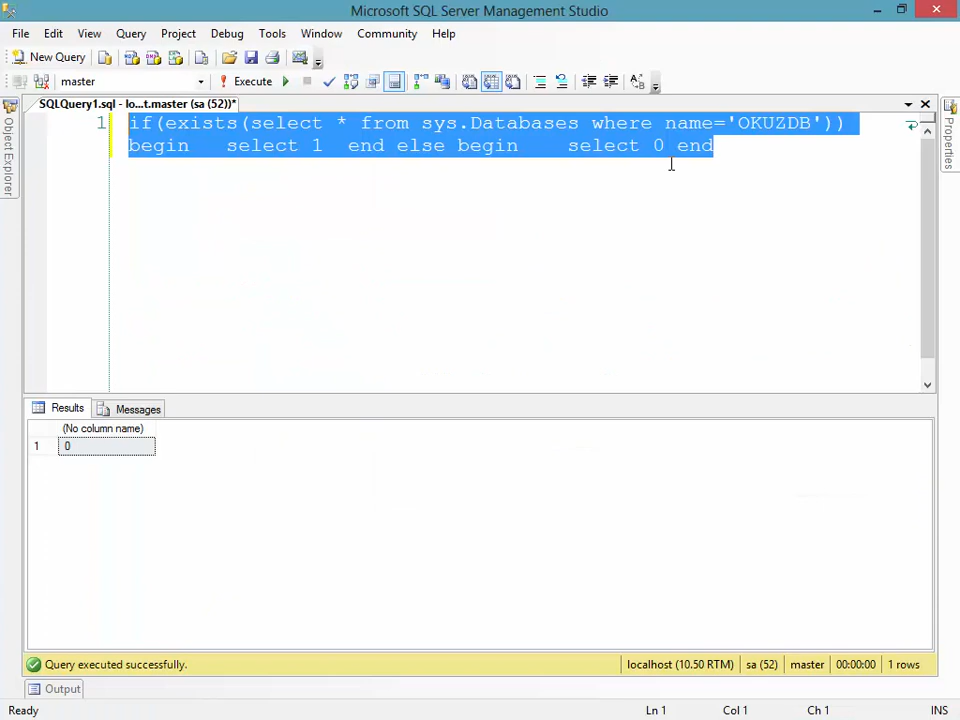 Microsoft SQL Server Management Studio
File Edit View Query Project Debug Tools Window Community Help
New Query
master Execute
SQLQuery1.sql - lo...t.master (sa (52))*
Object Explorer
Properties
1 if(exists(select * from sys.Databases where name='OKUZDB'))
begin select 1 end else begin select 0 end
Results Messages
(No column name)
1 0
Query executed successfully. localhost (10.50 RTM) sa (52) master 00:00:00 1 rows
Output
Ready Ln 1 Col 1 Ch 1 INS